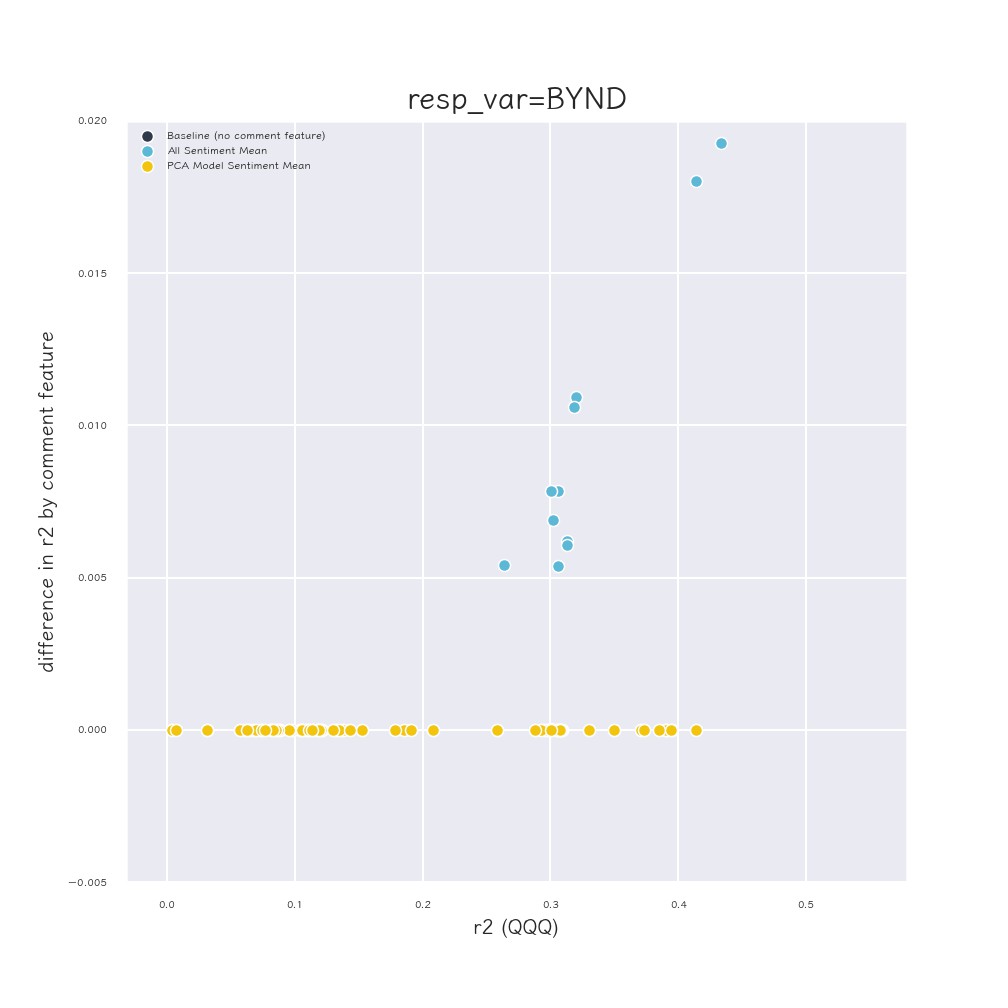 resp_var=BYND
Baseline (no comment feature)
All Sentiment Mean
PCA Model Sentiment Mean
difference in r2 by comment feature
0.020
0.015
0.010
0.005
0.000
−0.005
0.0 0.1 0.2 0.3 0.4 0.5
r2 (QQQ)